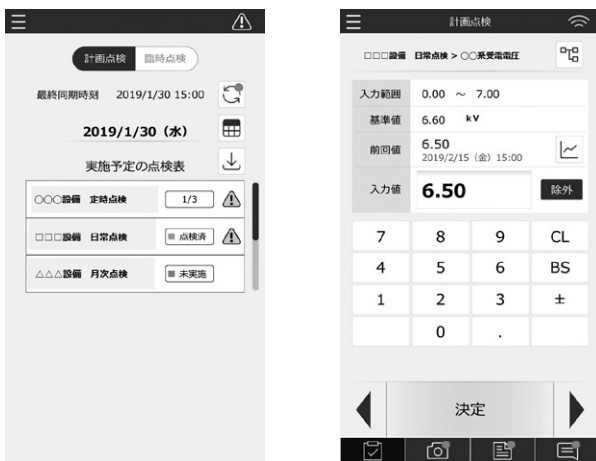 計画点検 臨時点検
最終同期時刻 2019/1/30 15:00
2019/1/30（水）
実施予定の点検表
○○○設備 定時点検 1/3
□□□設備 日常点検 点検済
△△△設備 月次点検 未実施
計画点検
□□□設備 日常点検 > ○○系受電電圧
入力範囲 0.00 ～ 7.00
基準値 6.60 kV
前回値 6.50
2019/2/15（金）15:00
入力値 6.50 除外
7 8 9 CL
4 5 6 BS
1 2 3 ±
0 .
決定